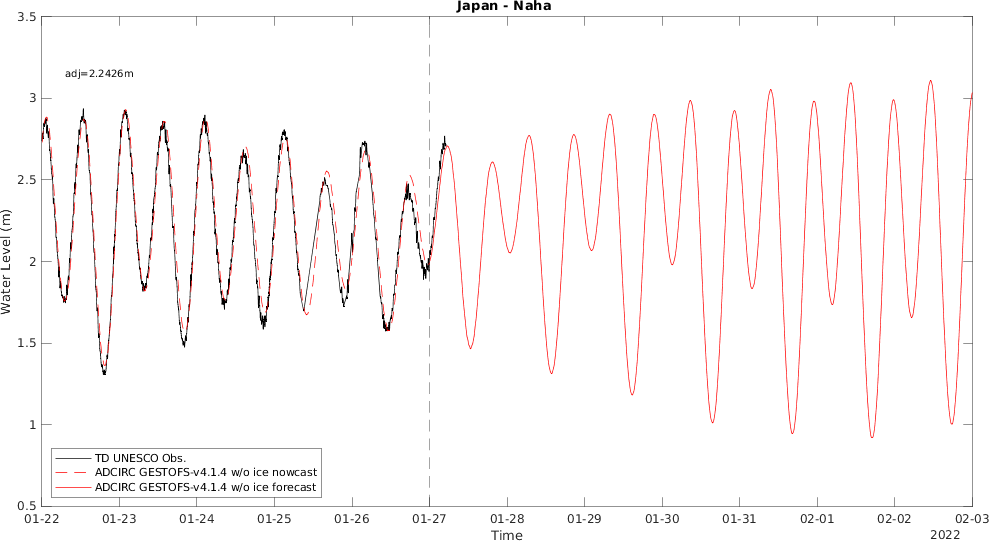 Japan - Naha
3.5
adj=2.2426m
3
2.5
2
1.5
1
0.5
Water Level (m)
TD UNESCO Obs.
ADCIRC GESTOFS-v4.1.4 w/o ice nowcast
ADCIRC GESTOFS-v4.1.4 w/o ice forecast
01-22 01-23 01-24 01-25 01-26 01-27 01-28 01-29 01-30 01-31 02-01 02-02 02-03
Time
2022